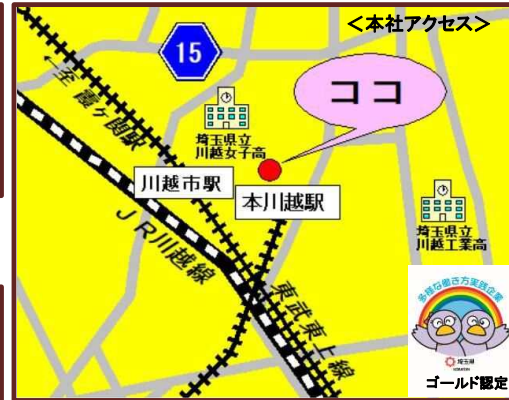 <本社アクセス>
15
ココ
←至 霞ヶ関駅
埼玉県立
川越女子高
川越市駅
本川越駅
埼玉県立
川越工業高
JR川越線
東武東上線
多様な働き方実践企業
埼玉県
ゴールド認定